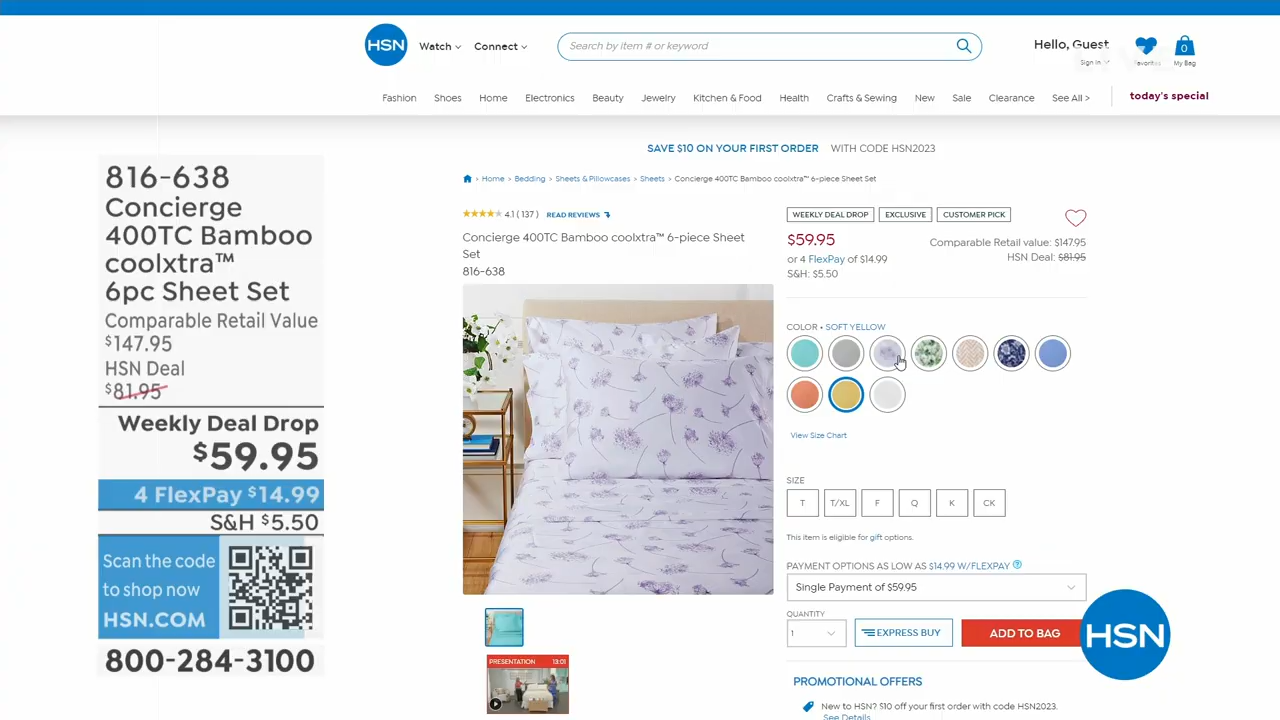 HSN
Watch
Connect
Search by item # or keyword
Hello, Guest
Sign In
Favorites
0
My Bag
Fashion
Shoes
Home
Electronics
Beauty
Jewelry
Kitchen & Food
Health
Crafts & Sewing
New
Sale
Clearance
See All >
today's special
SAVE $10 ON YOUR FIRST ORDER WITH CODE HSN2023
Home > Bedding > Sheets & Pillowcases > Sheets > Concierge 400TC Bamboo coolxtra™ 6-piece Sheet Set
816-638
Concierge
400TC Bamboo
coolxtra™
6pc Sheet Set
Comparable Retail Value
$147.95
HSN Deal
$81.95
Weekly Deal Drop
$59.95
4 FlexPay $14.99
S&H $5.50
Scan the code
to shop now
HSN.COM
800-284-3100
4.1 (137) READ REVIEWS
Concierge 400TC Bamboo coolxtra™ 6-piece Sheet
Set
816-638
PRESENTATION 13:01
WEEKLY DEAL DROP
EXCLUSIVE
CUSTOMER PICK
$59.95
or 4 FlexPay of $14.99
S&H: $5.50
Comparable Retail value: $147.95
HSN Deal: $81.95
COLOR • SOFT YELLOW
View Size Chart
SIZE
T
T/XL
F
Q
K
CK
This item is eligible for gift options.
PAYMENT OPTIONS AS LOW AS $14.99 W/FLEXPAY
Single Payment of $59.95
QUANTITY
1
EXPRESS BUY
ADD TO BAG
HSN
PROMOTIONAL OFFERS
New to HSN? $10 off your first order with code HSN2023.
See Details